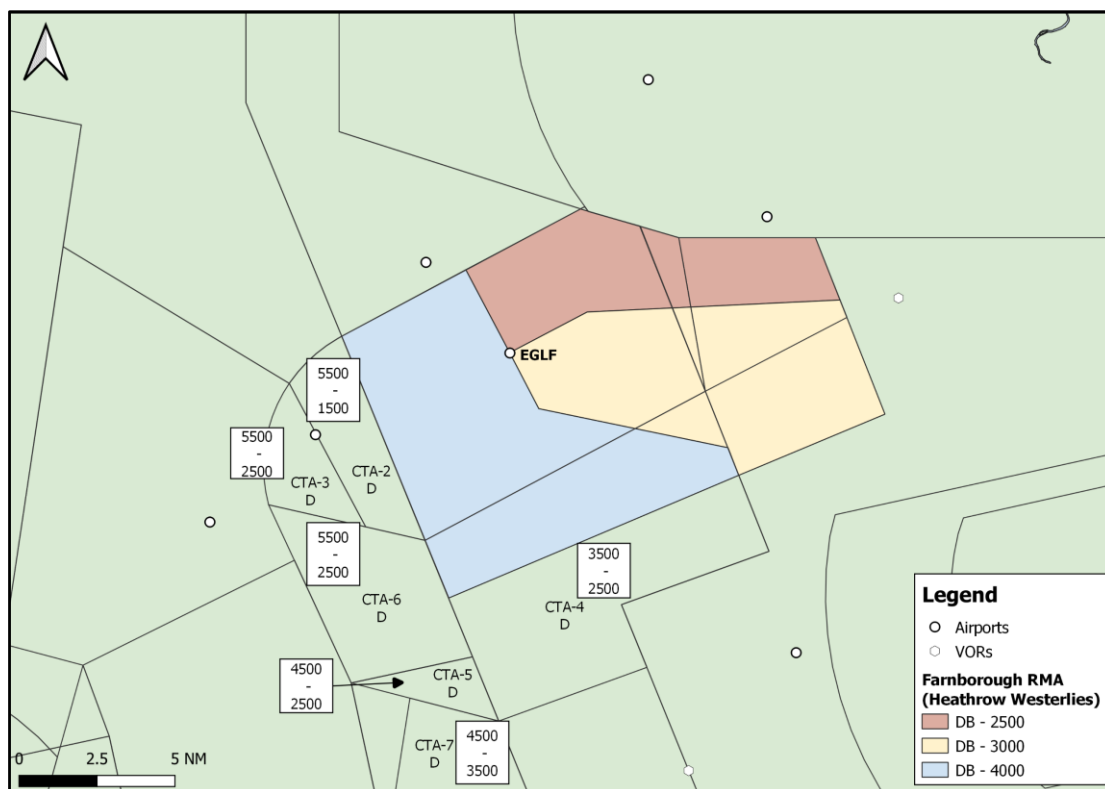 EGLF
5500
-
1500
5500
-
2500
CTA-2
D
CTA-3
D
5500
-
2500
3500
-
2500
CTA-6
D
CTA-4
D
4500
-
2500
CTA-5
D
4500
-
3500
CTA-7
D
0 2.5 5 NM
Legend
Airports
VORs
Farnborough RMA
(Heathrow Westerlies)
DB - 2500
DB - 3000
DB - 4000